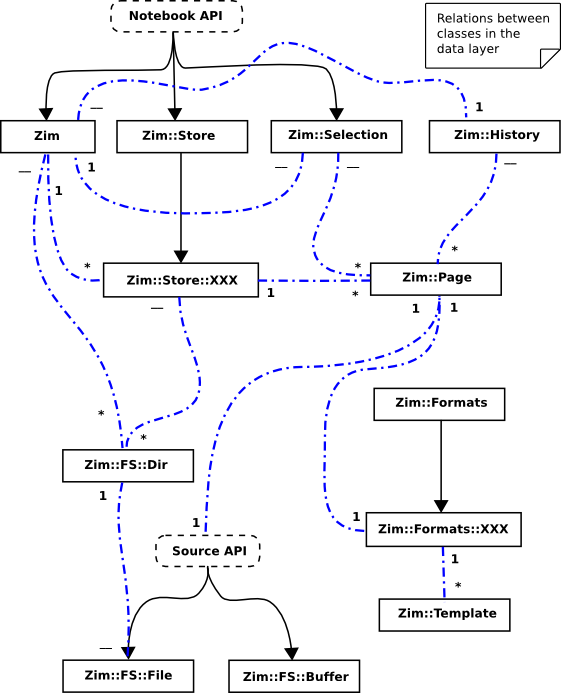 Notebook API
Relations between
classes in the
data layer
—
1
Zim
Zim::Store
Zim::Selection
Zim::History
—
1
1
—
—
—
*
*
*
Zim::Store::XXX
1
*
Zim::Page
—
1
1
Zim::Formats
*
*
Zim::FS::Dir
1
1
1
Zim::Formats::XXX
Source API
1
*
Zim::Template
—
Zim::FS::File
Zim::FS::Buffer